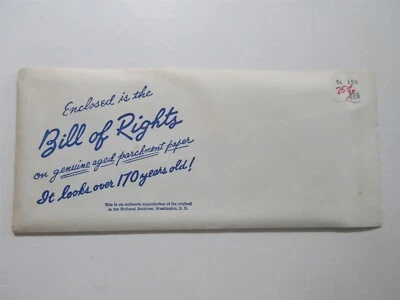 Enclosed is the
Bill of Rights
on genuine aged parchment paper
It looks over 170 years old!
This is an authentic reproduction of the original
in the National Archives, Washington, D. C.
25¢